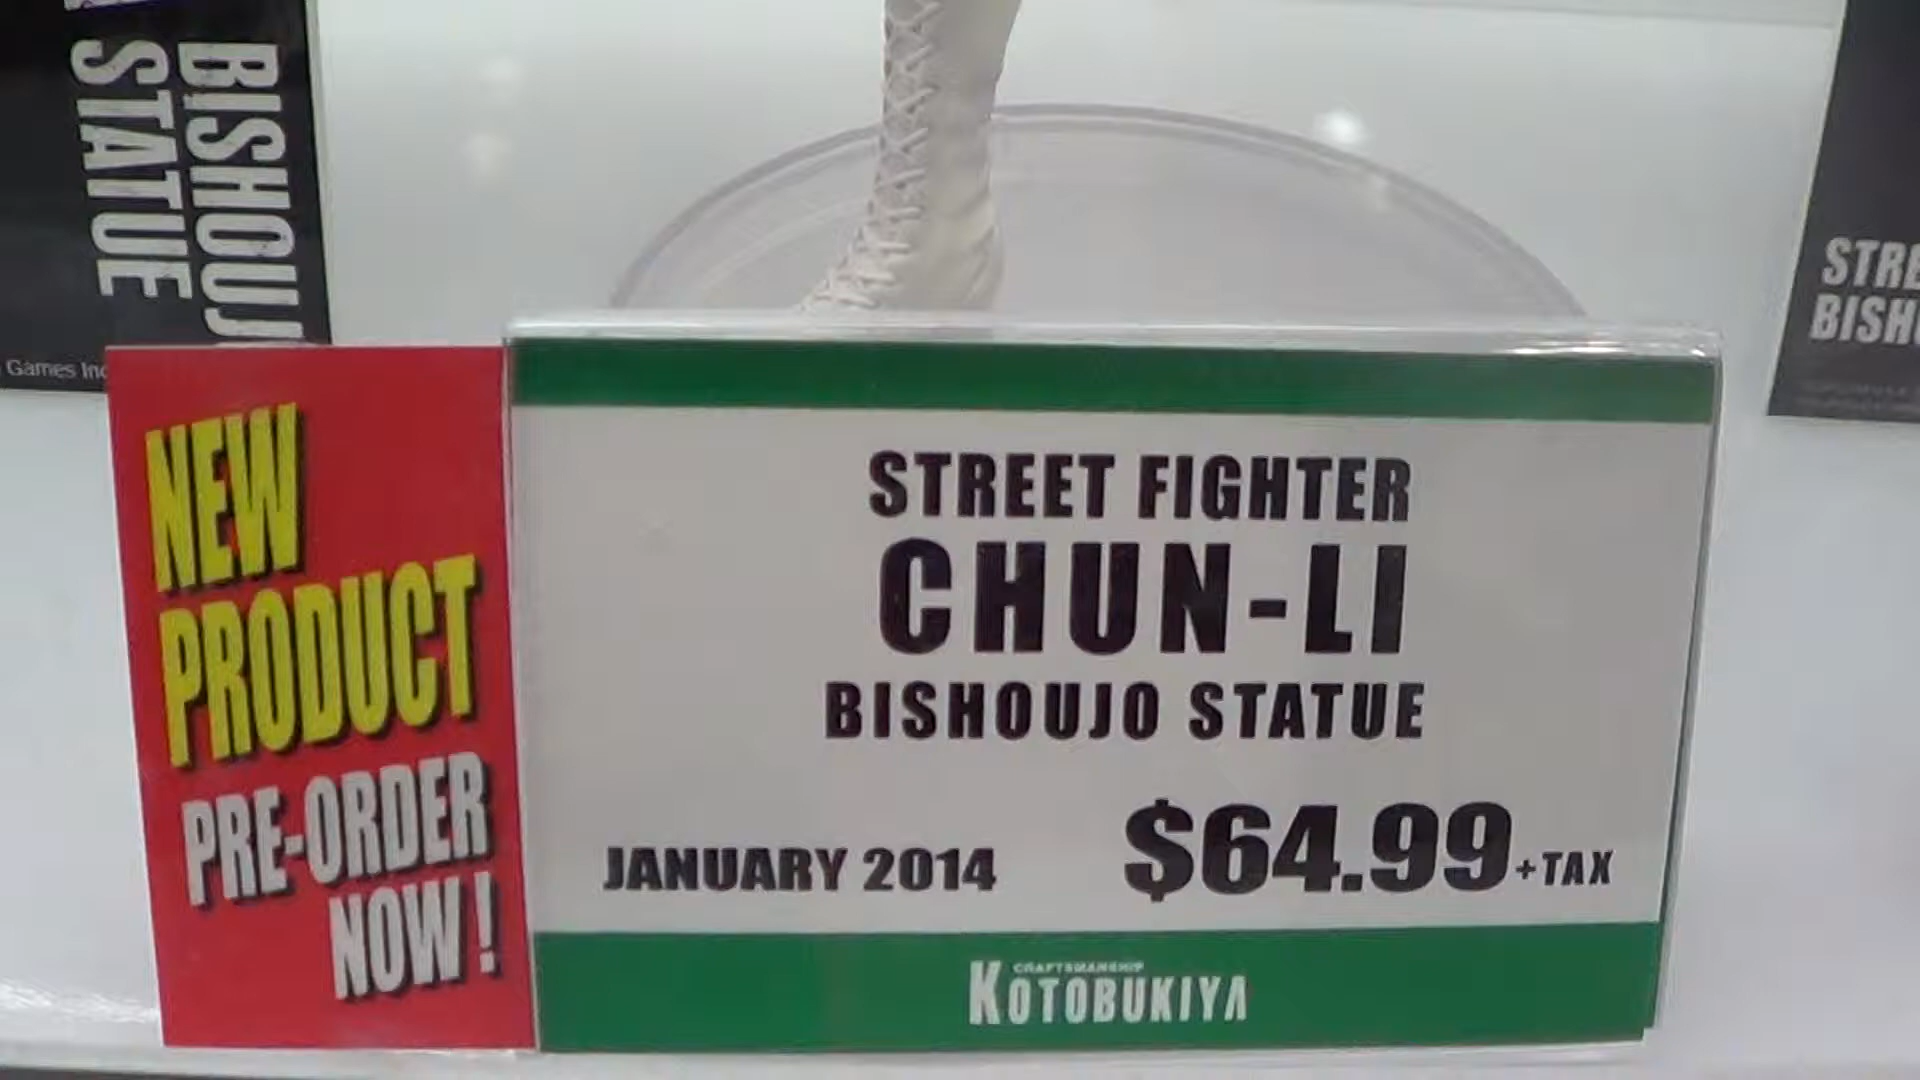 BISHOUJ
STATUE
Games Inc
STRE
BISH
NEW
PRODUCT
PRE-ORDER
NOW!
STREET FIGHTER
CHUN-LI
BISHOUJO STATUE
JANUARY 2014
$64.99+TAX
CRAFTSMANSHIP
KOTOBUKIYA